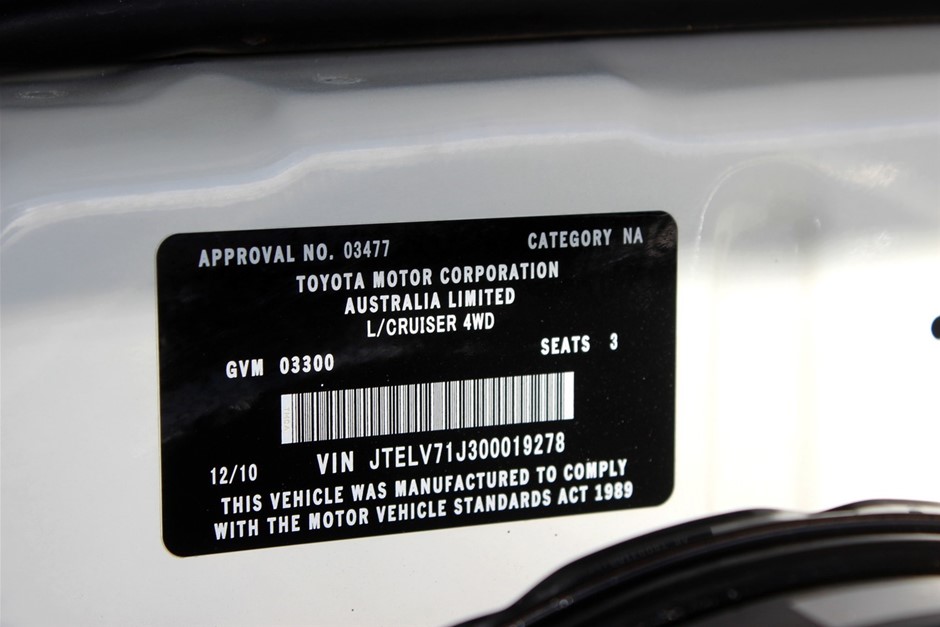 APPROVAL NO. 03477 CATEGORY NA
TOYOTA MOTOR CORPORATION
AUSTRALIA LIMITED
L/CRUISER 4WD
GVM 03300 SEATS 3
12/10 VIN JTELV71J300019278
THIS VEHICLE WAS MANUFACTURED TO COMPLY
WITH THE MOTOR VEHICLE STANDARDS ACT 1989